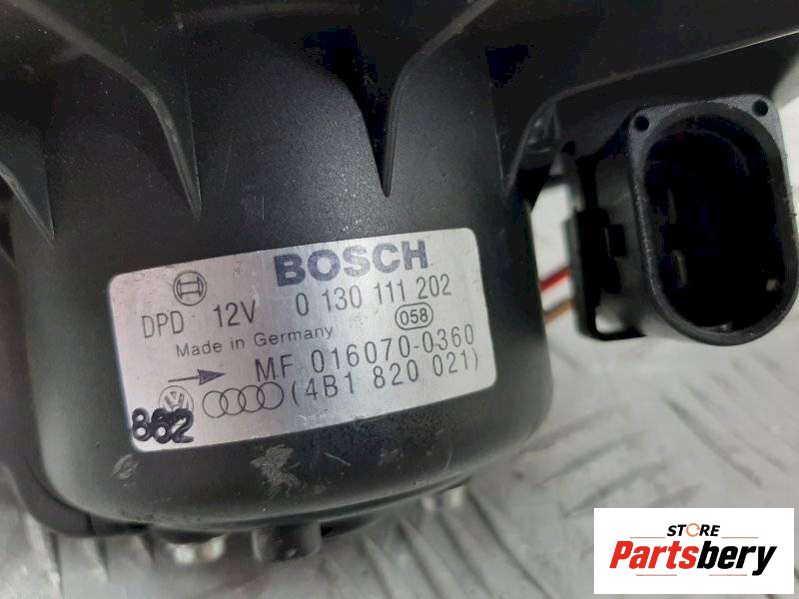 BOSCH
DPD 12V 0 130 111 202
Made in Germany 058
MF 016070-0360
(4B1 820 021)
862
STORE
Partsbery